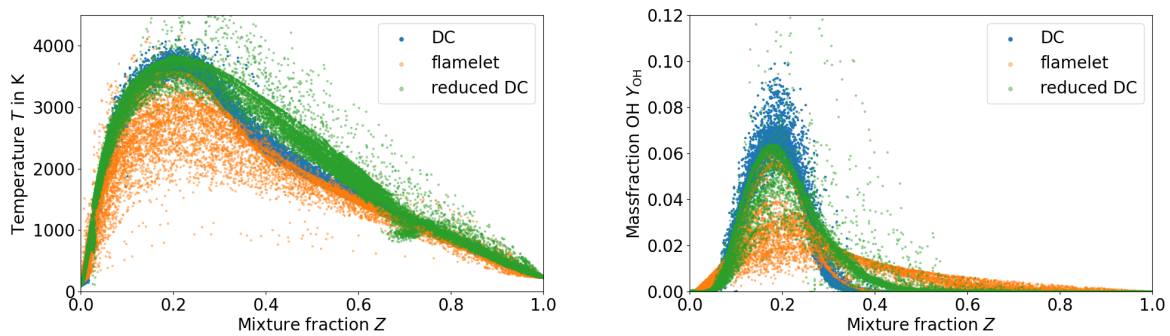 4000
3000
2000
1000
0
Temperature T in K
DC
flamelet
reduced DC
0.0 0.2 0.4 0.6 0.8 1.0
Mixture fraction Z
0.12
0.10
0.08
0.06
0.04
0.02
0.00
Massfraction OH Y_OH
DC
flamelet
reduced DC
0.0 0.2 0.4 0.6 0.8 1.0
Mixture fraction Z